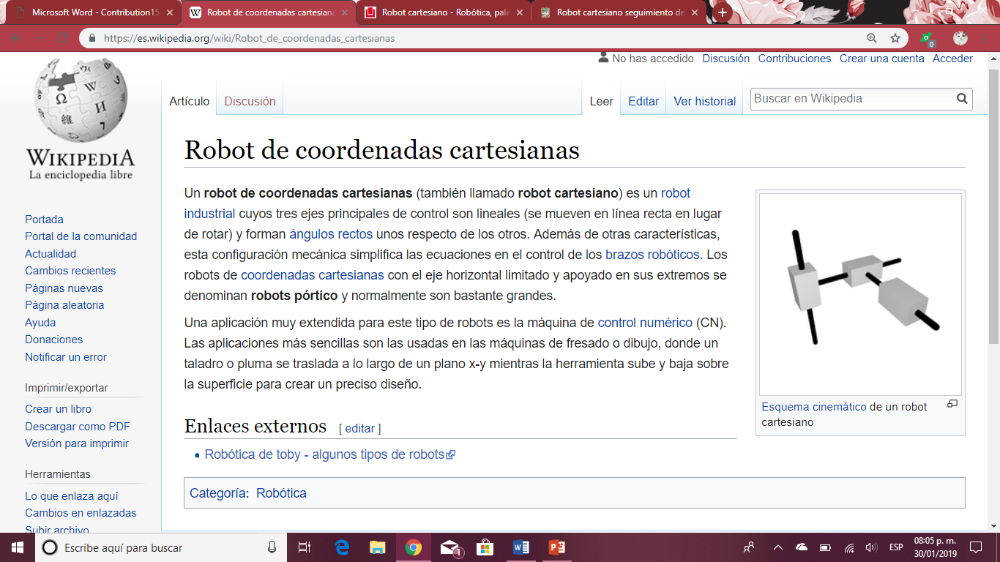 Microsoft Word - Contribution15
Robot de coordenadas cartesiana
Robot cartesiano - Robótica, pale
Robot cartesiano seguimiento de
https://es.wikipedia.org/wiki/Robot_de_coordenadas_cartesianas
0
No has accedido Discusión Contribuciones Crear una cuenta Acceder
Artículo Discusión Leer Editar Ver historial Buscar en Wikipedia
WIKIPEDIA
La enciclopedia libre
Portada
Portal de la comunidad
Actualidad
Cambios recientes
Páginas nuevas
Página aleatoria
Ayuda
Donaciones
Notificar un error
Imprimir/exportar
Crear un libro
Descargar como PDF
Versión para imprimir
Herramientas
Lo que enlaza aquí
Cambios en enlazadas
Subir archivo
Robot de coordenadas cartesianas
Un robot de coordenadas cartesianas (también llamado robot cartesiano) es un robot
industrial cuyos tres ejes principales de control son lineales (se mueven en línea recta en lugar
de rotar) y forman ángulos rectos unos respecto de los otros. Además de otras características,
esta configuración mecánica simplifica las ecuaciones en el control de los brazos robóticos. Los
robots de coordenadas cartesianas con el eje horizontal limitado y apoyado en sus extremos se
denominan robots pórtico y normalmente son bastante grandes.
Una aplicación muy extendida para este tipo de robots es la máquina de control numérico (CN).
Las aplicaciones más sencillas son las usadas en las máquinas de fresado o dibujo, donde un
taladro o pluma se traslada a lo largo de un plano x-y mientras la herramienta sube y baja sobre
la superficie para crear un preciso diseño.
Esquema cinemático de un robot
cartesiano
Enlaces externos [ editar ]
• Robótica de toby - algunos tipos de robots
Categoría: Robótica
Escribe aquí para buscar
1
ESP
08:05 p. m.
30/01/2019